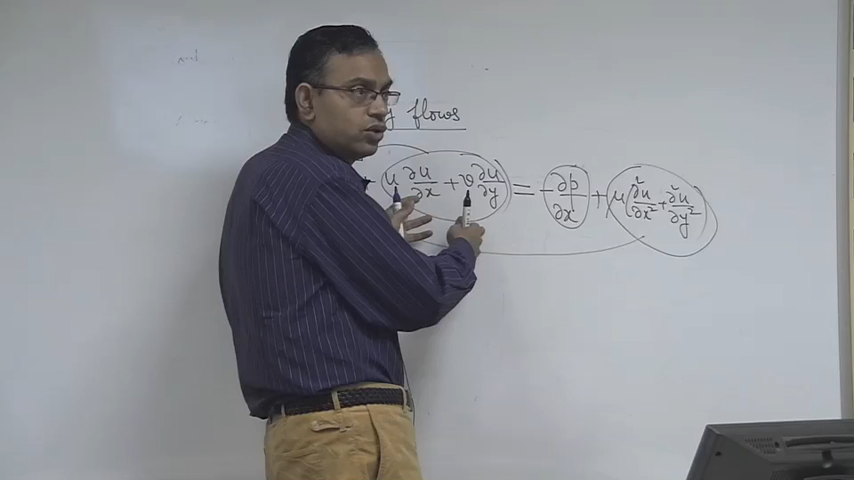 flows
u ∂u/∂x + v ∂u/∂y = - ∂p/∂x + μ(∂²u/∂x² + ∂²u/∂y²)